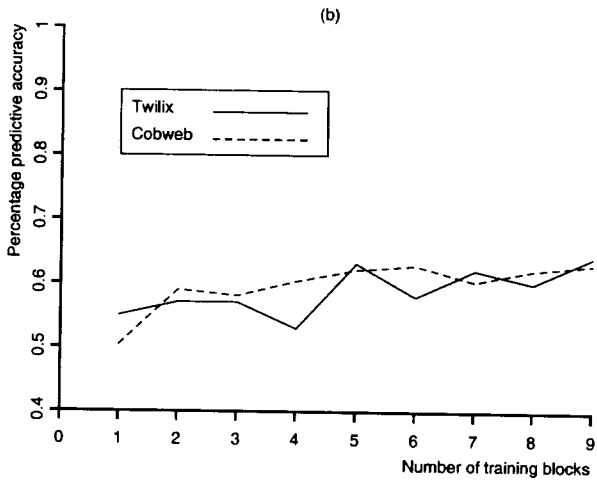 (b)
Percentage predictive accuracy
1
0.9
0.8
0.7
0.6
0.5
0.4
Twilix
Cobweb
0 1 2 3 4 5 6 7 8 9
Number of training blocks